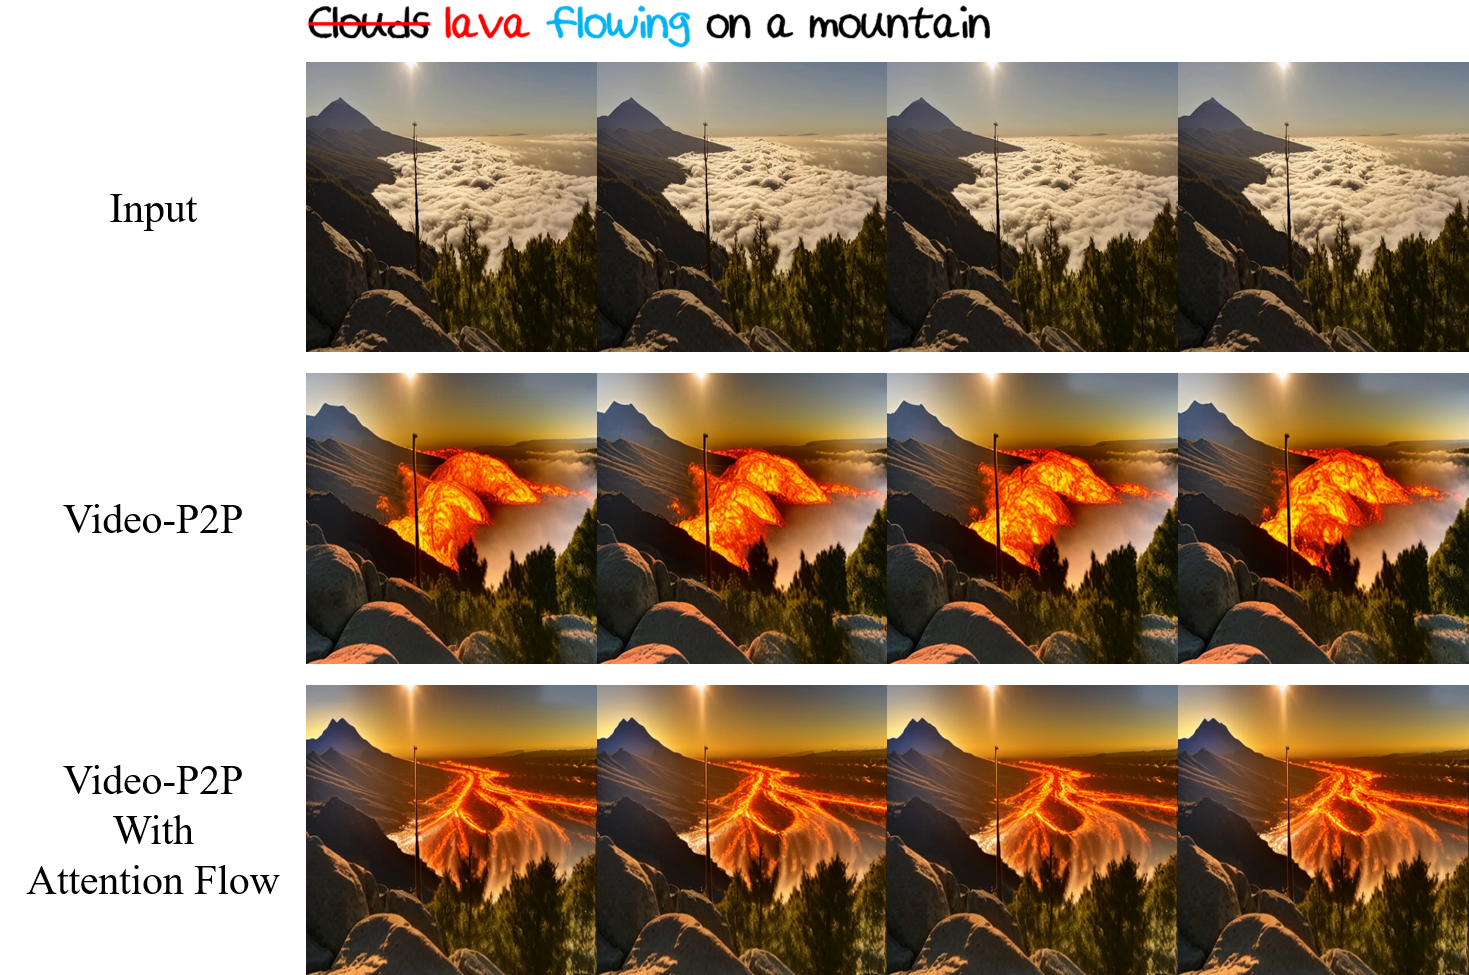 Clouds lava flowing on a mountain
Input
Video-P2P
Video-P2P
With
Attention Flow